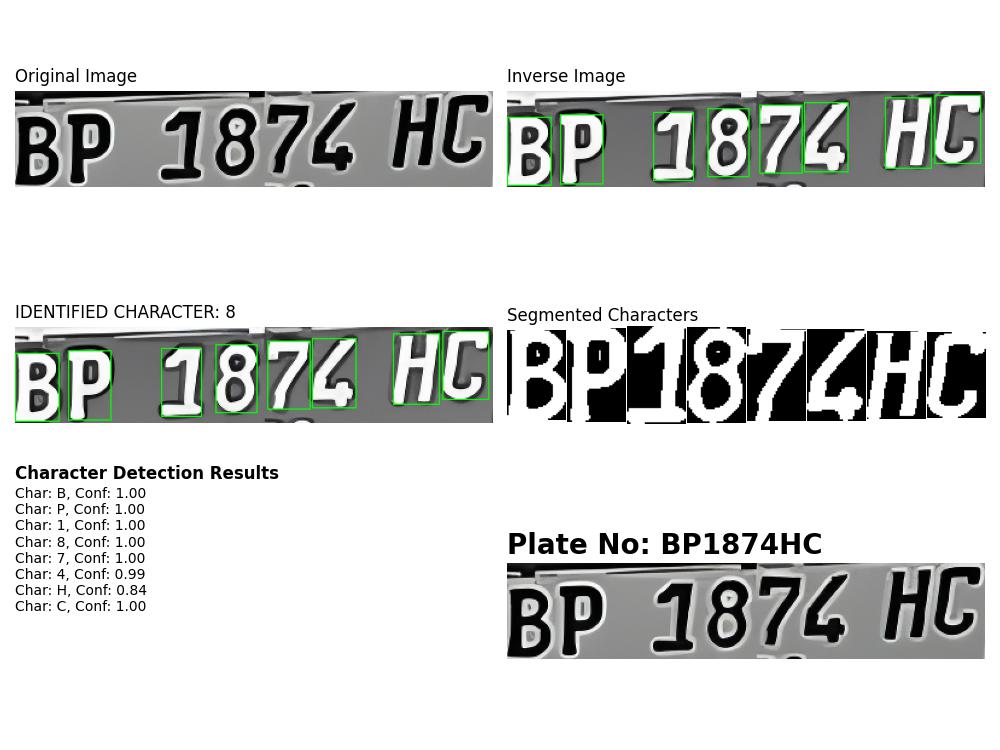 Original Image
BP 1874 HC
Inverse Image
BP 1874 HC
IDENTIFIED CHARACTER: 8
BP 1874 HC
Segmented Characters
BP1874HC
Character Detection Results
Char: B, Conf: 1.00
Char: P, Conf: 1.00
Char: 1, Conf: 1.00
Char: 8, Conf: 1.00
Char: 7, Conf: 1.00
Char: 4, Conf: 0.99
Char: H, Conf: 0.84
Char: C, Conf: 1.00
Plate No: BP1874HC
BP 1874 HC